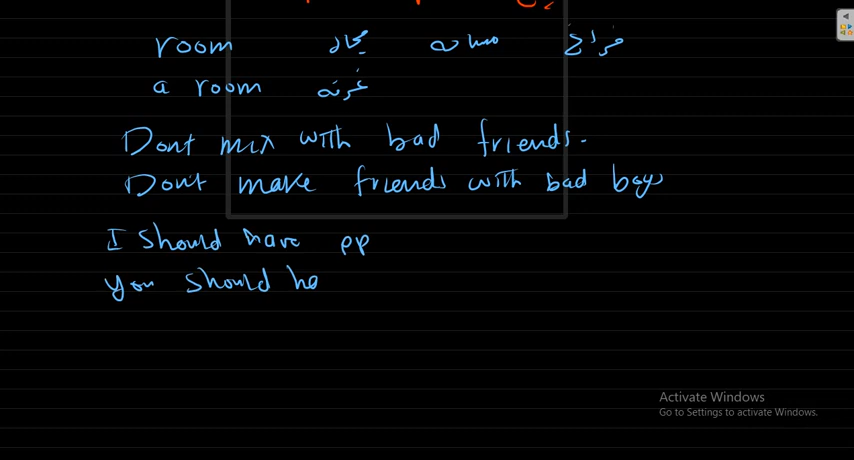 room مجال مساحة فراغ
a room غرفة
Dont mix with bad friends.
Don't make friends with bad boys
I should have pp
you should ha
Activate Windows
Go to Settings to activate Windows.